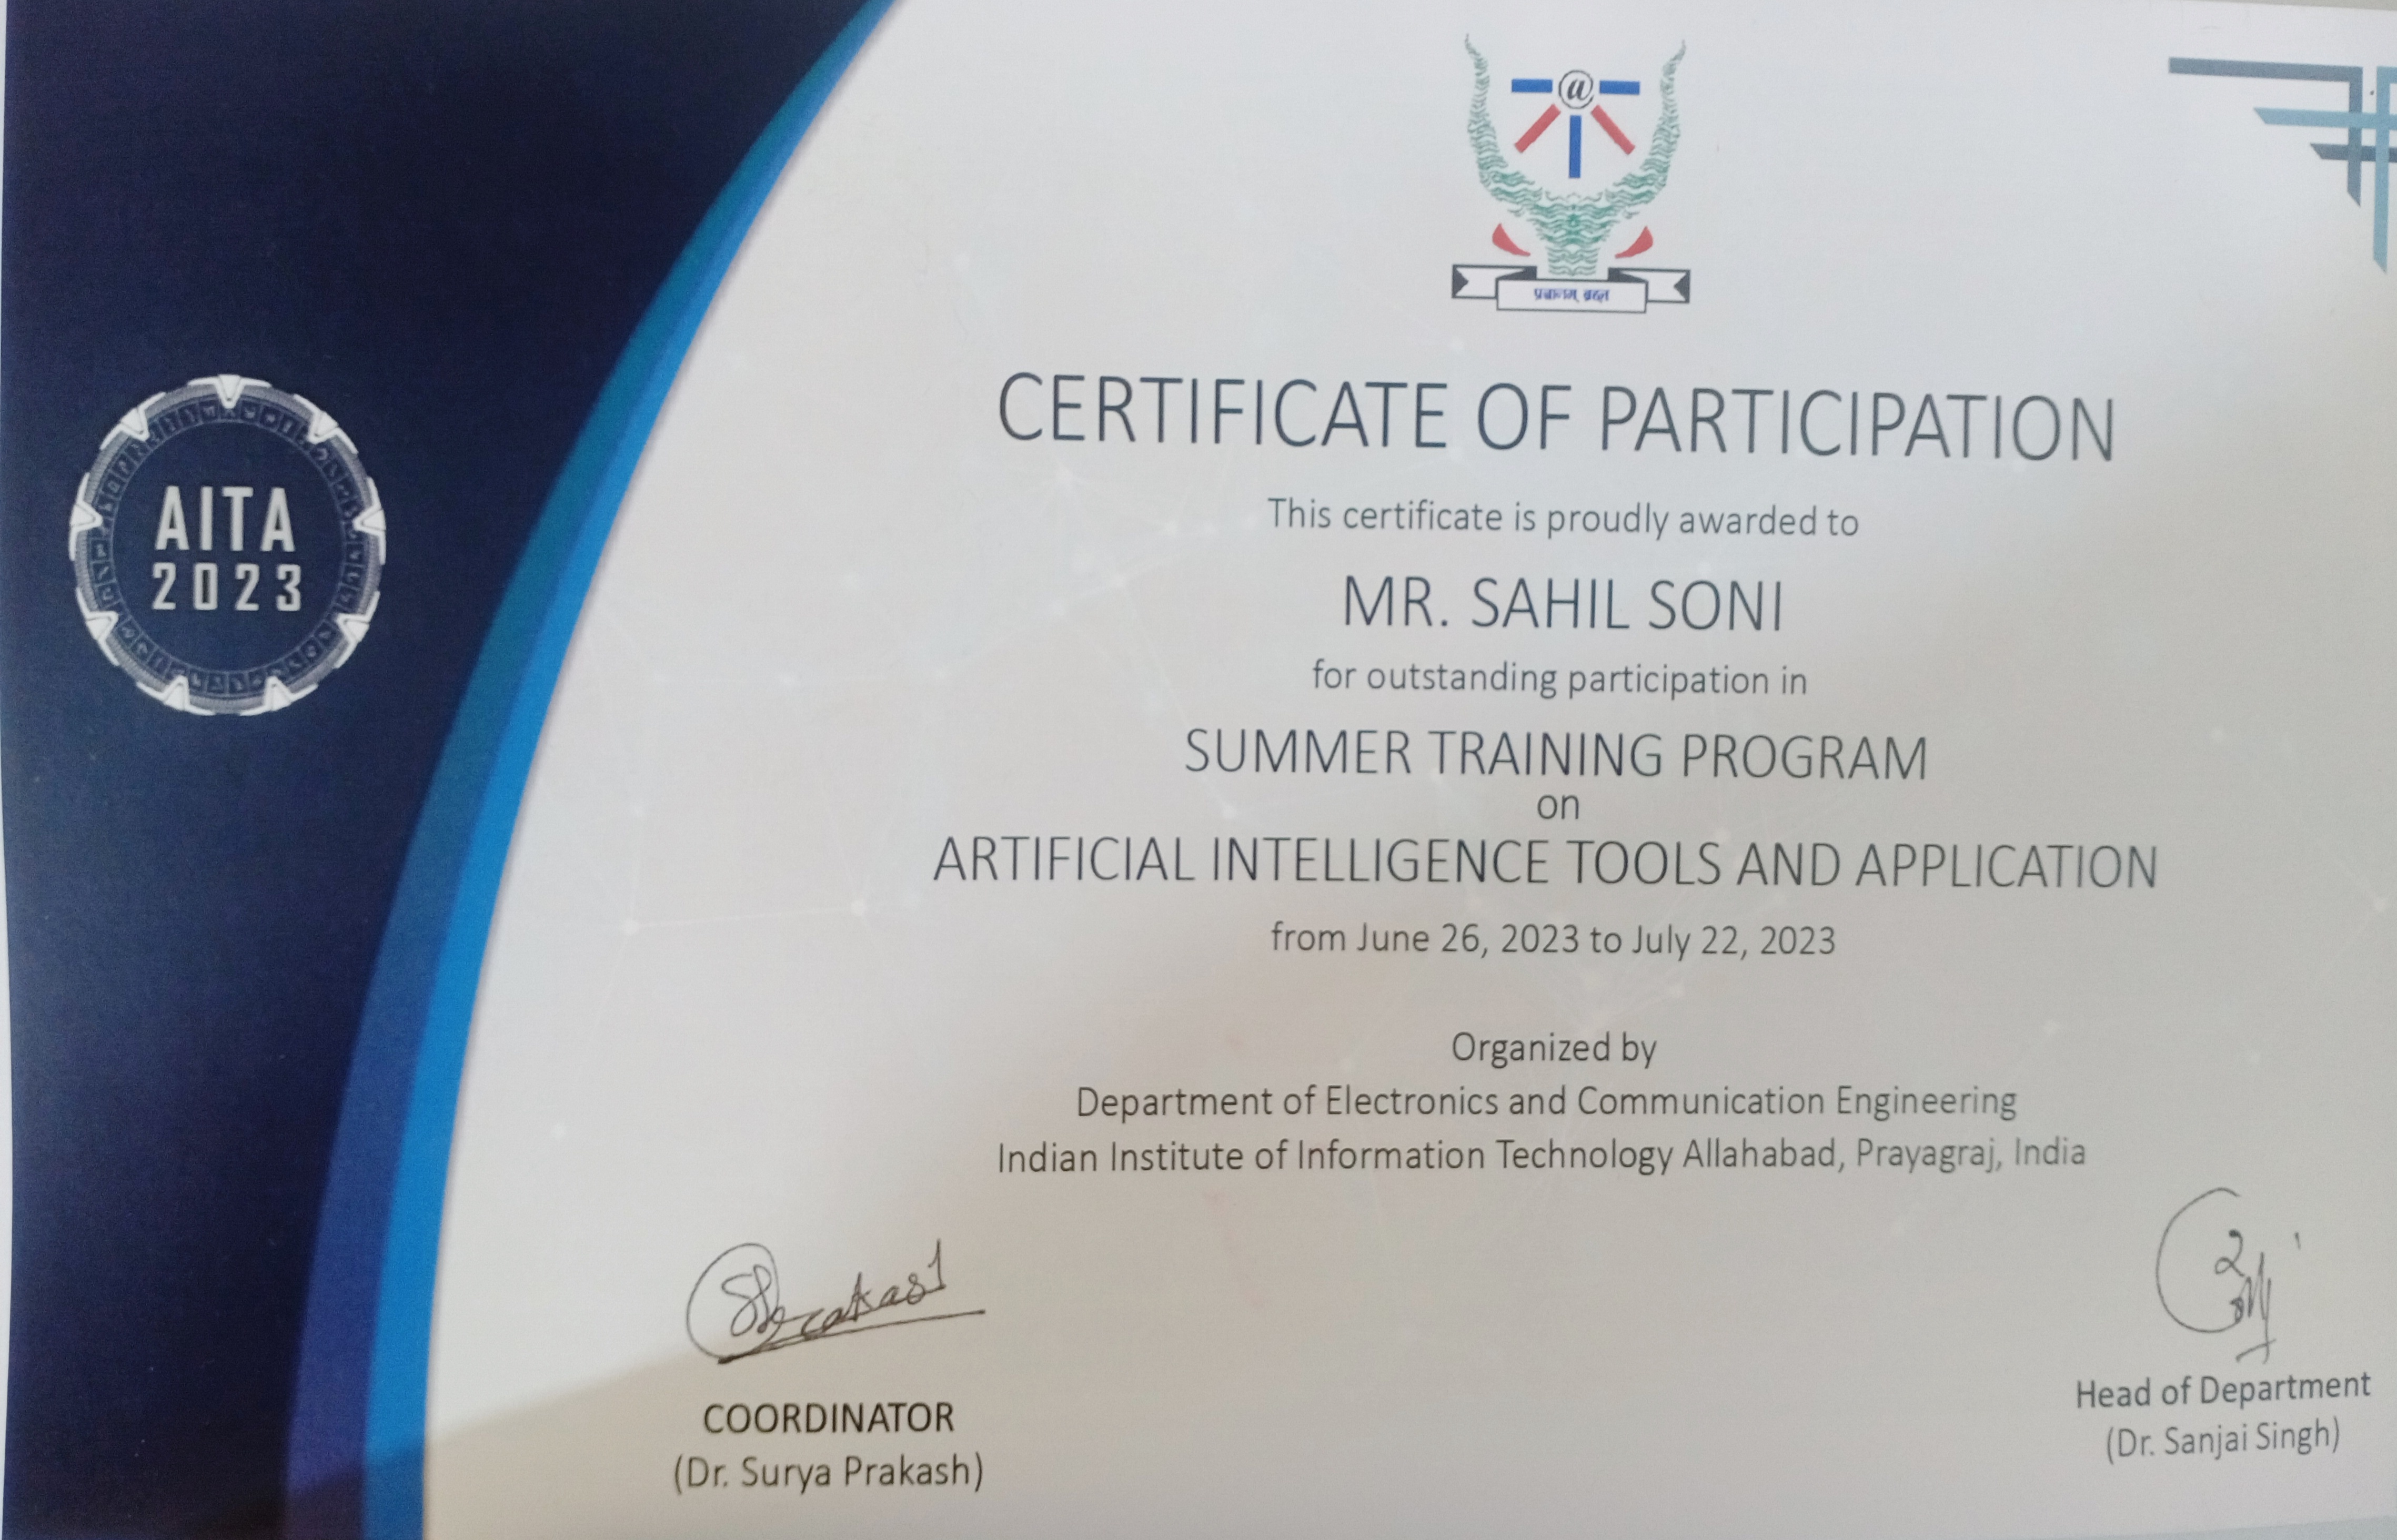 @
प्रज्ञानम् ब्रह्म
AITA
2023
CERTIFICATE OF PARTICIPATION
This certificate is proudly awarded to
MR. SAHIL SONI
for outstanding participation in
SUMMER TRAINING PROGRAM
on
ARTIFICIAL INTELLIGENCE TOOLS AND APPLICATION
from June 26, 2023 to July 22, 2023
Organized by
Department of Electronics and Communication Engineering
Indian Institute of Information Technology Allahabad, Prayagraj, India
COORDINATOR
(Dr. Surya Prakash)
Head of Department
(Dr. Sanjai Singh)